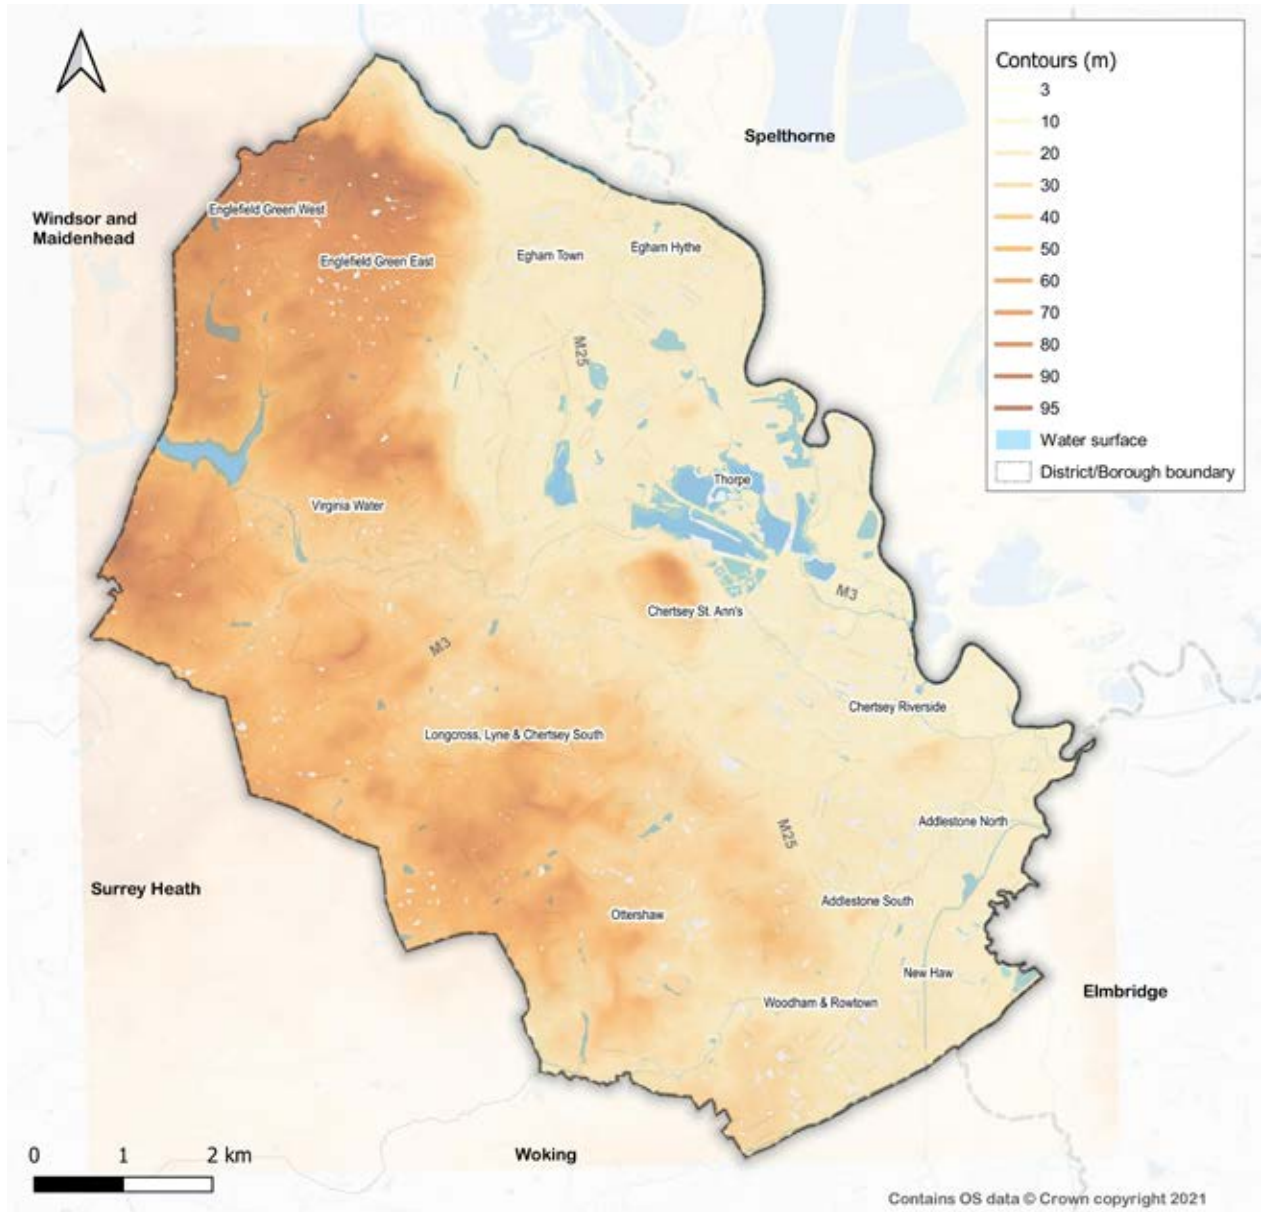 Contours (m)
3
10
20
30
40
50
60
70
80
90
95
Water surface
District/Borough boundary
Spelthorne
Windsor and
Maidenhead
Englefield Green West
Egham Hythe
Egham Town
Englefield Green East
M25
Thorpe
Virginia Water
M3
Chertsey St. Ann's
M3
Chertsey Riverside
Longcross, Lyne & Chertsey South
Addlestone North
M25
Surrey Heath
Addlestone South
Ottershaw
New Haw
Elmbridge
Woodham & Rowtown
Woking
0 1 2 km
Contains OS data © Crown copyright 2021